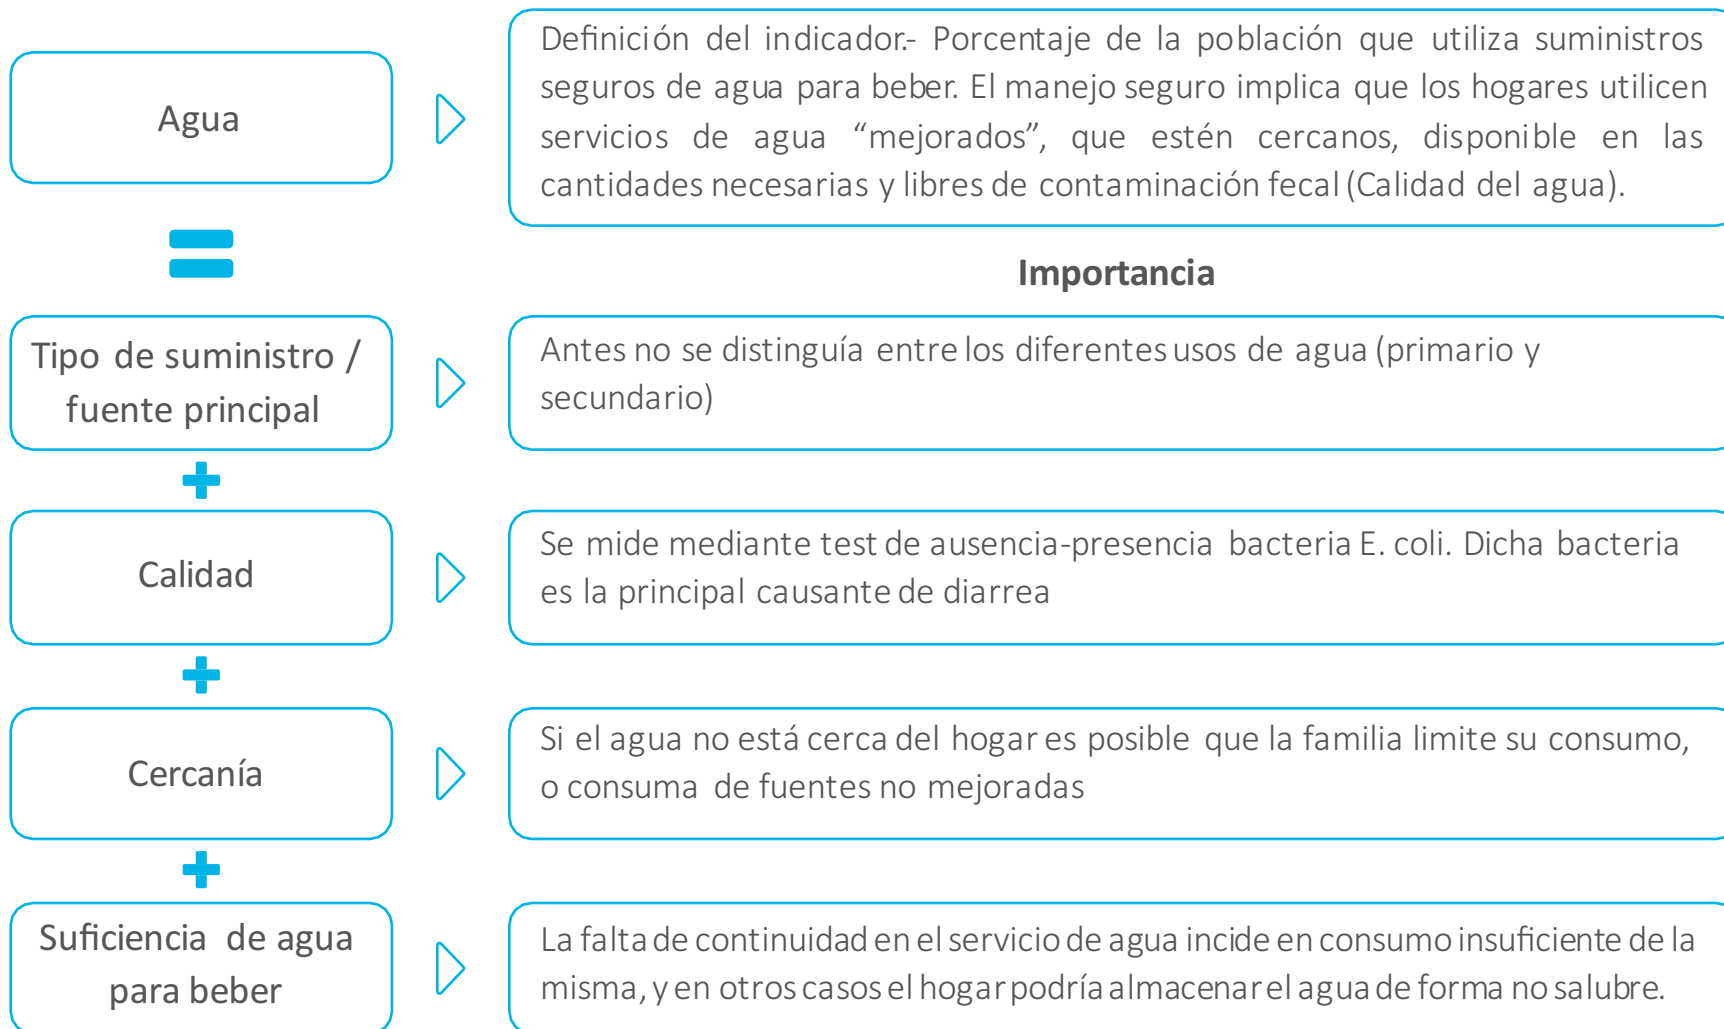 Agua
Definición del indicador.- Porcentaje de la población que utiliza suministros
seguros de agua para beber. El manejo seguro implica que los hogares utilicen
servicios de agua “mejorados”, que estén cercanos, disponible en las
cantidades necesarias y libres de contaminación fecal (Calidad del agua).
Importancia
Tipo de suministro /
fuente principal
Antes no se distinguía entre los diferentes usos de agua (primario y
secundario)
Calidad
Se mide mediante test de ausencia-presencia bacteria E. coli. Dicha bacteria
es la principal causante de diarrea
Cercanía
Si el agua no está cerca del hogar es posible que la familia limite su consumo,
o consuma de fuentes no mejoradas
Suficiencia de agua
para beber
La falta de continuidad en el servicio de agua incide en consumo insuficiente de la
misma, y en otros casos el hogar podría almacenar el agua de forma no salubre.